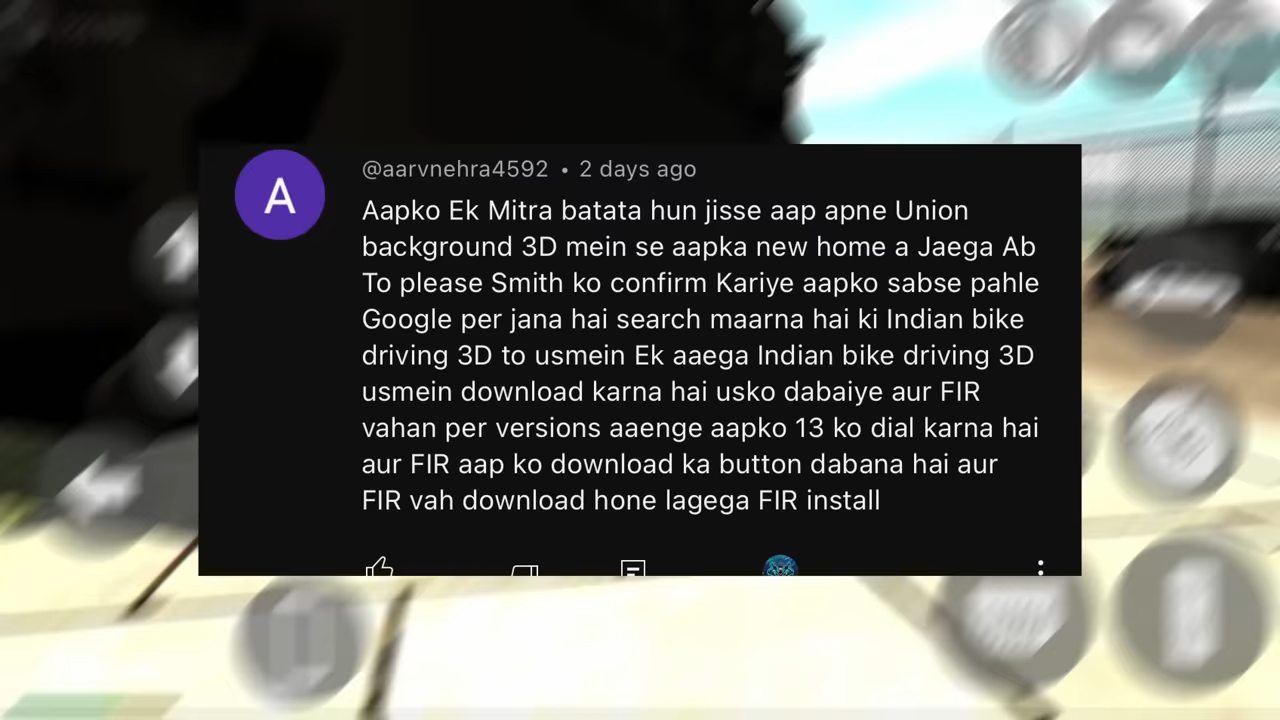 A
@aarvnehra4592 • 2 days ago
Aapko Ek Mitra batata hun jisse aap apne Union
background 3D mein se aapka new home a Jaega Ab
To please Smith ko confirm Kariye aapko sabse pahle
Google per jana hai search maarna hai ki Indian bike
driving 3D to usmein Ek aaega Indian bike driving 3D
usmein download karna hai usko dabaiye aur FIR
vahan per versions aaenge aapko 13 ko dial karna hai
aur FIR aap ko download ka button dabana hai aur
FIR vah download hone lagega FIR install